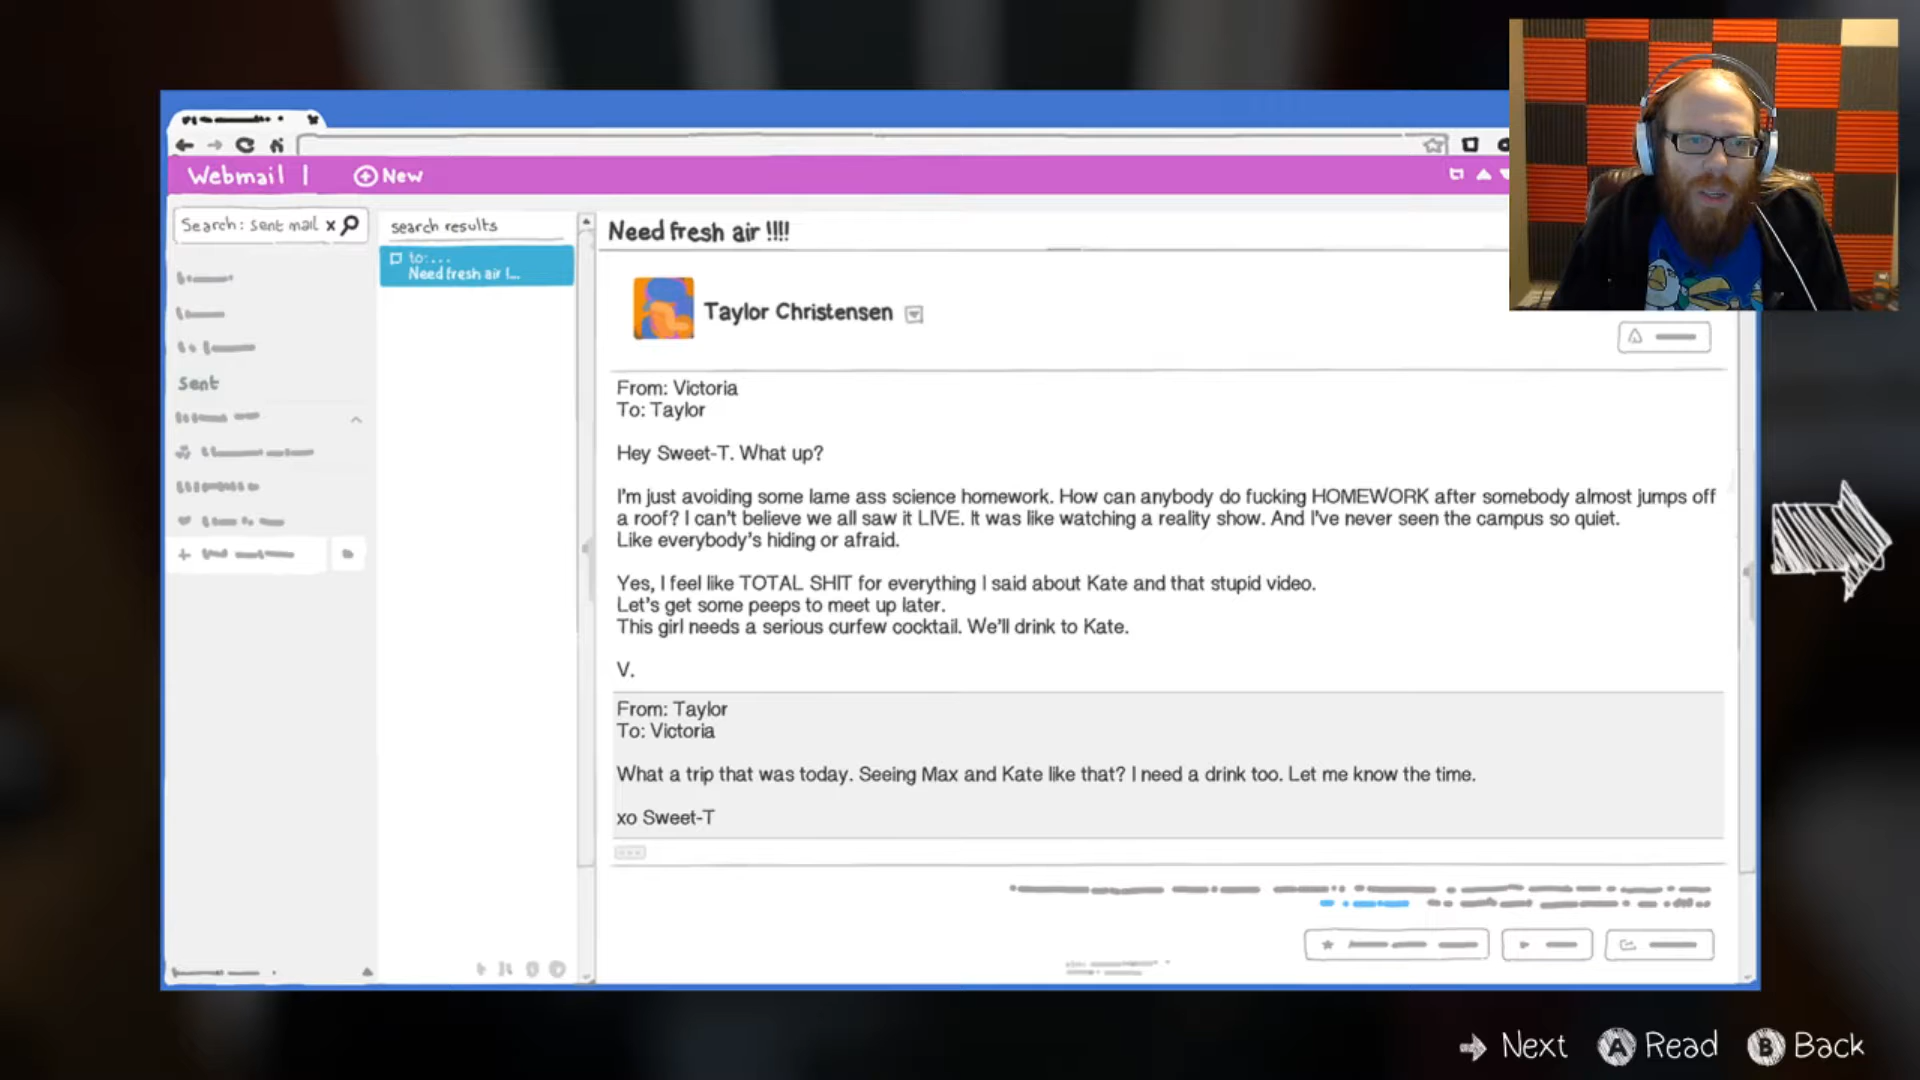 Webmail | New
Search: sent mail x
search results
Need fresh air !!!!
to:...
Need fresh air !...
Taylor Christensen
Sent
From: Victoria
To: Taylor
Hey Sweet-T. What up?
I'm just avoiding some lame ass science homework. How can anybody do fucking HOMEWORK after somebody almost jumps off
a roof? I can't believe we all saw it LIVE. It was like watching a reality show. And I've never seen the campus so quiet.
Like everybody's hiding or afraid.
Yes, I feel like TOTAL SHIT for everything I said about Kate and that stupid video.
Let's get some peeps to meet up later.
This girl needs a serious curfew cocktail. We'll drink to Kate.
V.
From: Taylor
To: Victoria
What a trip that was today. Seeing Max and Kate like that? I need a drink too. Let me know the time.
xo Sweet-T
Next A Read B Back